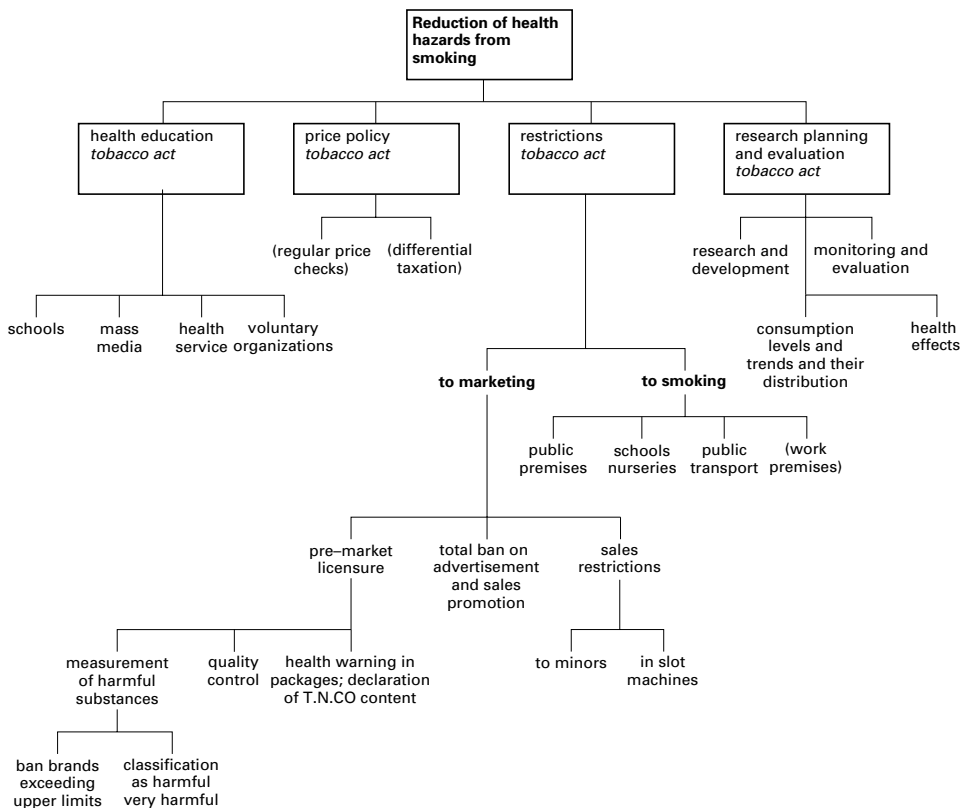 Reduction of health
hazards from
smoking
health education
tobacco act
price policy
tobacco act
restrictions
tobacco act
research planning
and evaluation
tobacco act
(regular price
checks)
(differential
taxation)
research and
development
monitoring and
evaluation
schools
mass
media
health
service
voluntary
organizations
consumption
levels and
trends and their
distribution
health
effects
to marketing
to smoking
public
premises
schools
nurseries
public
transport
(work
premises)
pre–market
licensure
total ban on
advertisement
and sales
promotion
sales
restrictions
measurement
of harmful
substances
quality
control
health warning in
packages; declaration
of T.N.CO content
to minors
in slot
machines
ban brands
exceeding
upper limits
classification
as harmful
very harmful